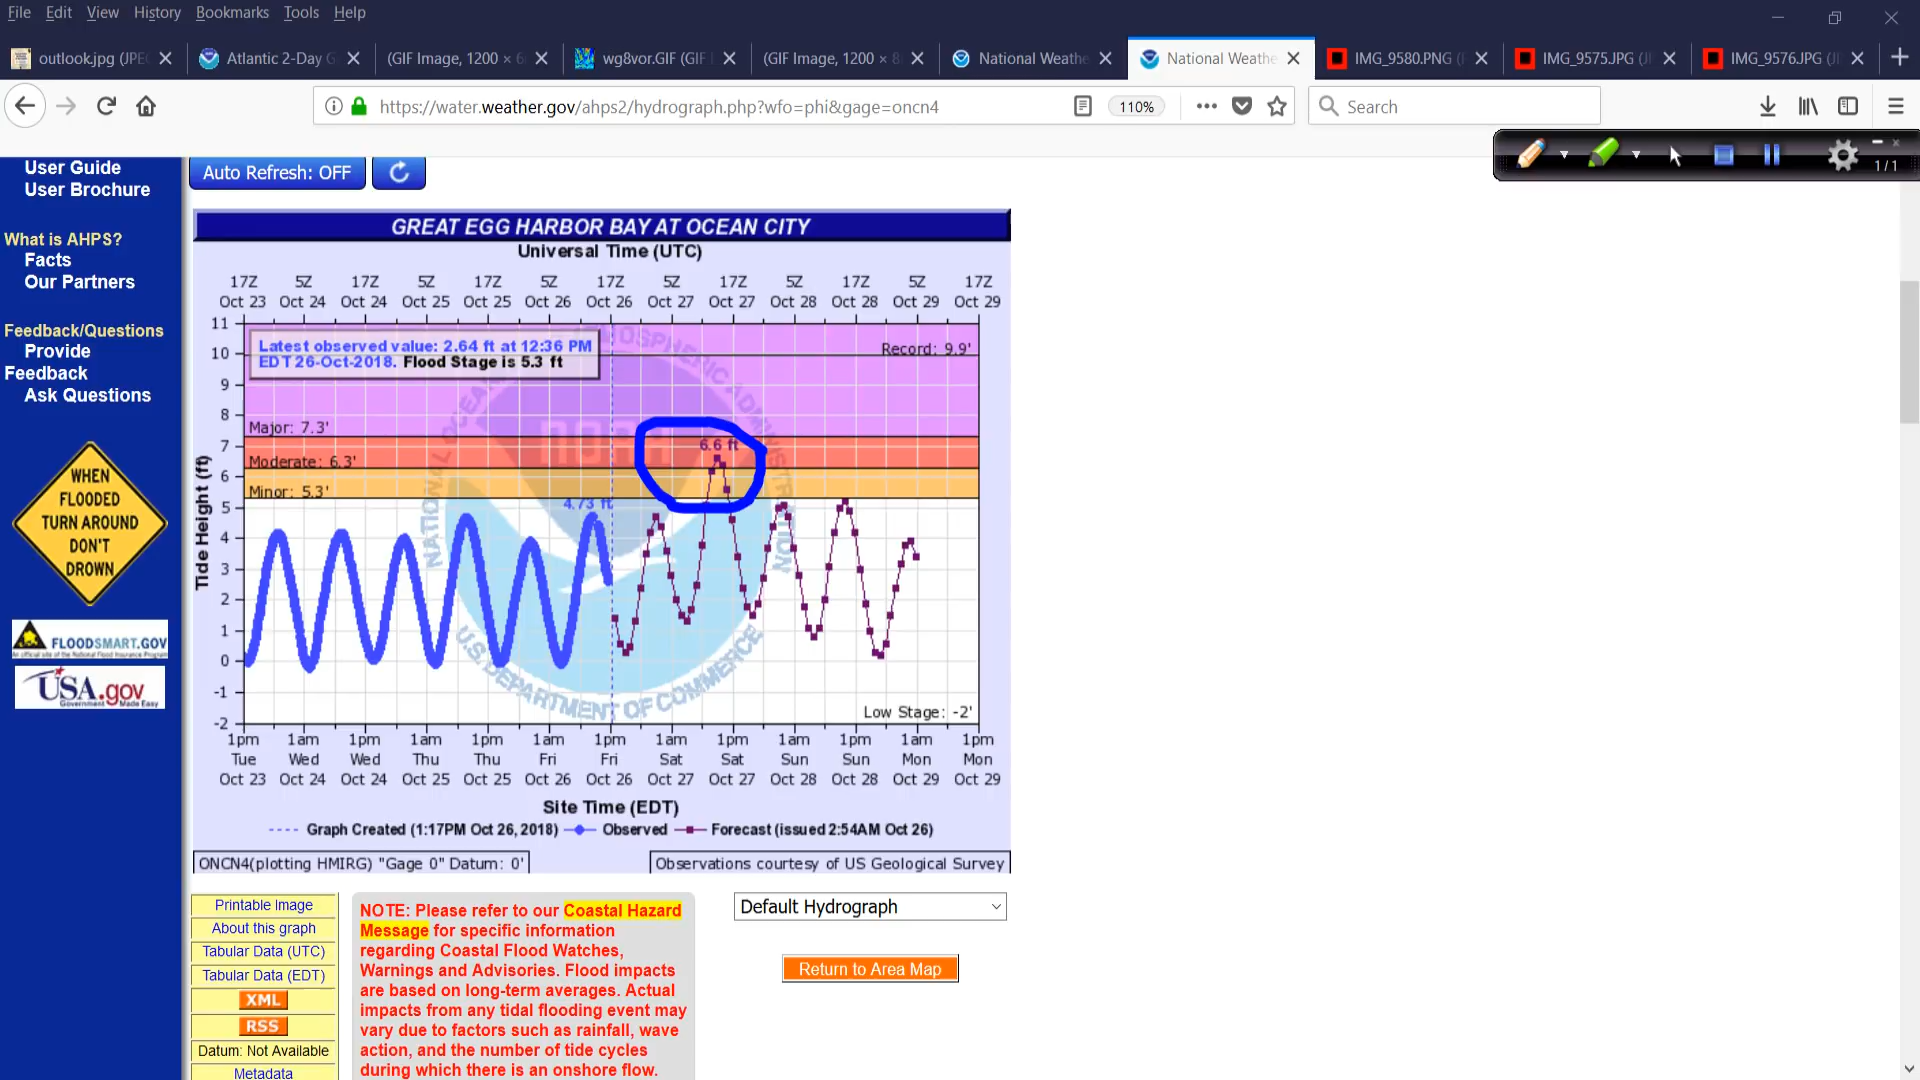 File Edit View History Bookmarks Tools Help
outlook.jpg (JPE
Atlantic 2-Day G
(GIF Image, 1200 × 6
wg8vor.GIF (GIF
(GIF Image, 1200 × 8
National Weathe
National Weathe
IMG_9580.PNG (
IMG_9575.JPG (J
IMG_9576.JPG (JI
https://water.weather.gov/ahps2/hydrograph.php?wfo=phi&gage=oncn4
110%
Search
1/1
User Guide
User Brochure
What is AHPS?
Facts
Our Partners
Feedback/Questions
Provide
Feedback
Ask Questions
WHEN
FLOODED
TURN AROUND
DON'T
DROWN
FLOODSMART.GOV
USA.gov
Government Made Easy
Auto Refresh: OFF
GREAT EGG HARBOR BAY AT OCEAN CITY
Universal Time (UTC)
17Z 5Z 17Z 5Z 17Z 5Z 17Z 5Z 17Z 5Z 17Z 5Z 17Z
Oct 23 Oct 24 Oct 24 Oct 25 Oct 25 Oct 26 Oct 26 Oct 27 Oct 27 Oct 28 Oct 28 Oct 29 Oct 29
Latest observed value: 2.64 ft at 12:36 PM
EDT 26-Oct-2018. Flood Stage is 5.3 ft
Record: 9.9'
Major: 7.3'
6.6 ft
Moderate: 6.3'
Minor: 5.3'
4.73 ft
Low Stage: -2'
Tide Height (ft)
11
10
9
8
7
6
5
4
3
2
1
0
-1
-2
1pm 1am 1pm 1am 1pm 1am 1pm 1am 1pm 1am 1pm 1am 1pm
Tue Wed Wed Thu Thu Fri Fri Sat Sat Sun Sun Mon Mon
Oct 23 Oct 24 Oct 24 Oct 25 Oct 25 Oct 26 Oct 26 Oct 27 Oct 27 Oct 28 Oct 28 Oct 29 Oct 29
Site Time (EDT)
Graph Created (1:17PM Oct 26, 2018) Observed Forecast (issued 2:54AM Oct 26)
ONCN4(plotting HMIRG) "Gage 0" Datum: 0'
Observations courtesy of US Geological Survey
Printable Image
About this graph
Tabular Data (UTC)
Tabular Data (EDT)
XML
RSS
Datum: Not Available
Metadata
NOTE: Please refer to our Coastal Hazard
Message for specific information
regarding Coastal Flood Watches,
Warnings and Advisories. Flood impacts
are based on long-term averages. Actual
impacts from any tidal flooding event may
vary due to factors such as rainfall, wave
action, and the number of tide cycles
during which there is an onshore flow.
Default Hydrograph
Return to Area Map